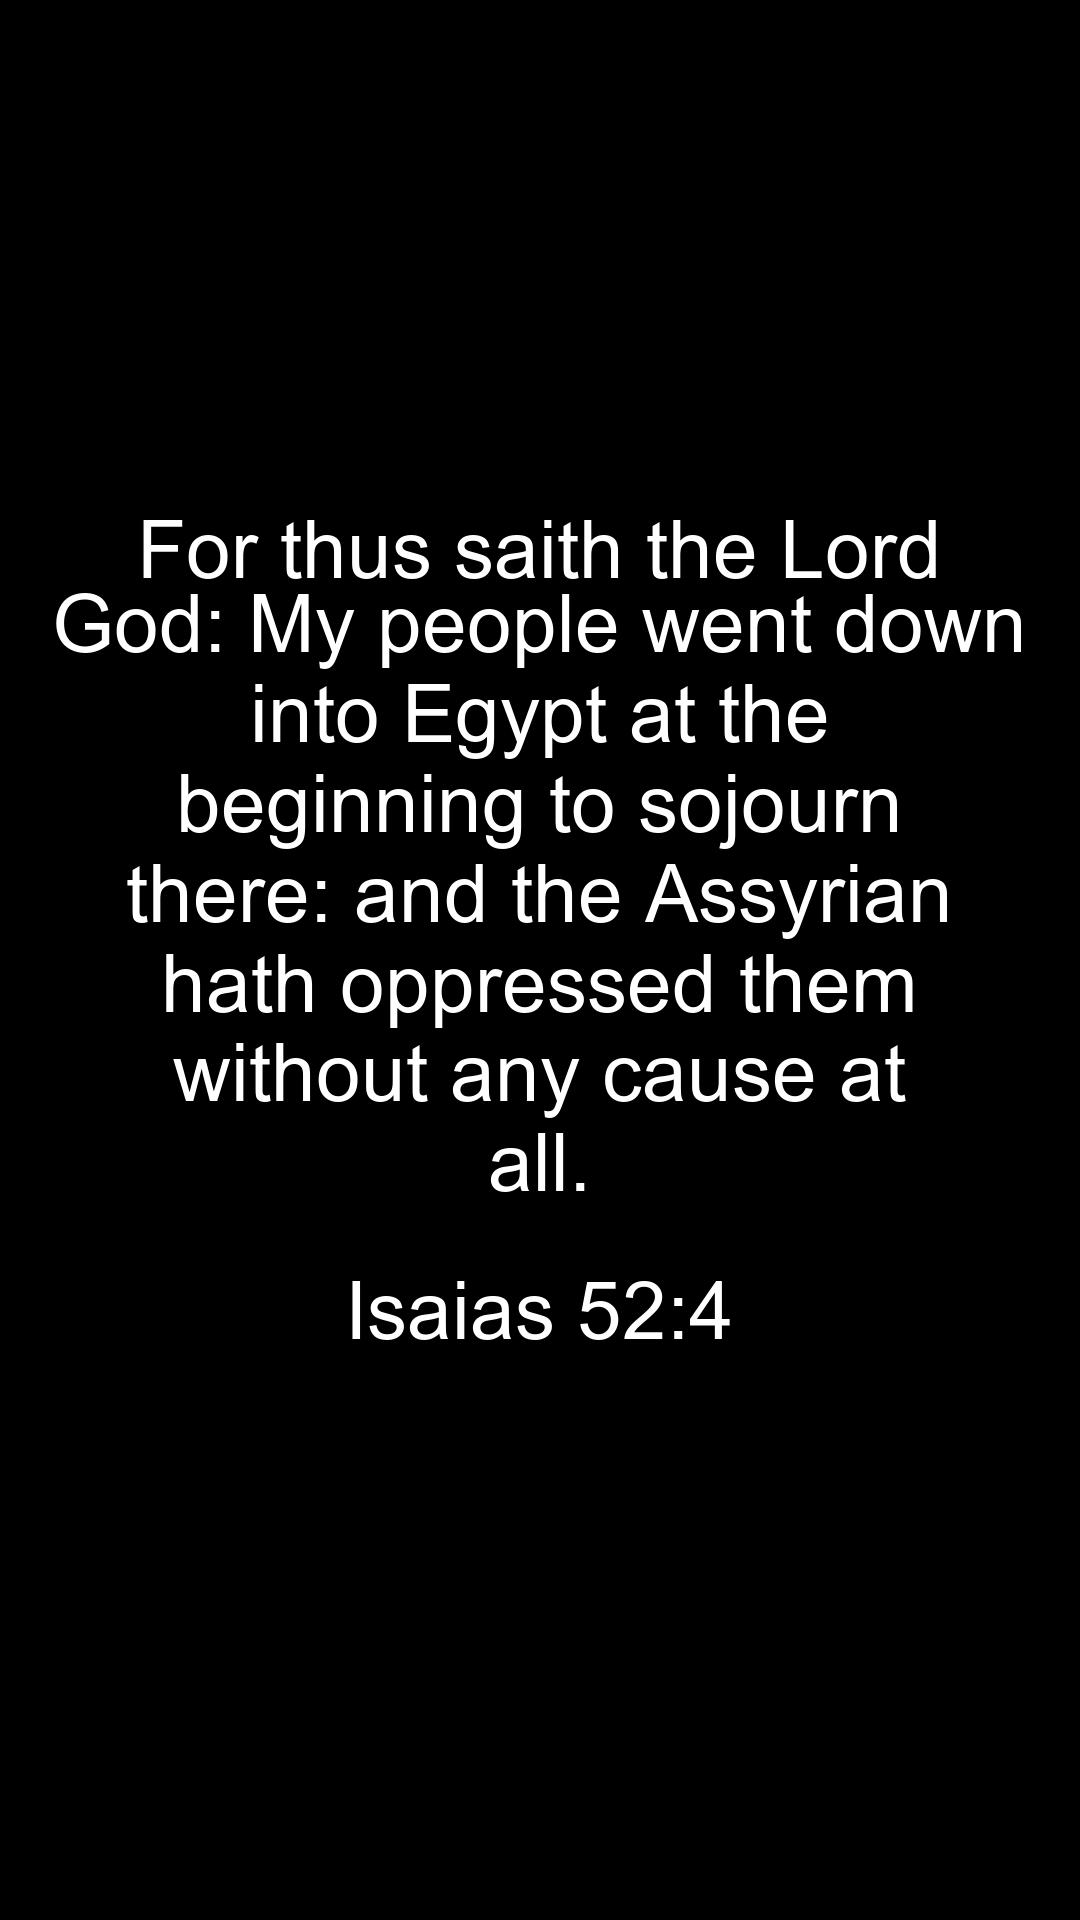 For thus saith the Lord
God: My people went down
into Egypt at the
beginning to sojourn
there: and the Assyrian
hath oppressed them
without any cause at
all.
Isaias 52:4